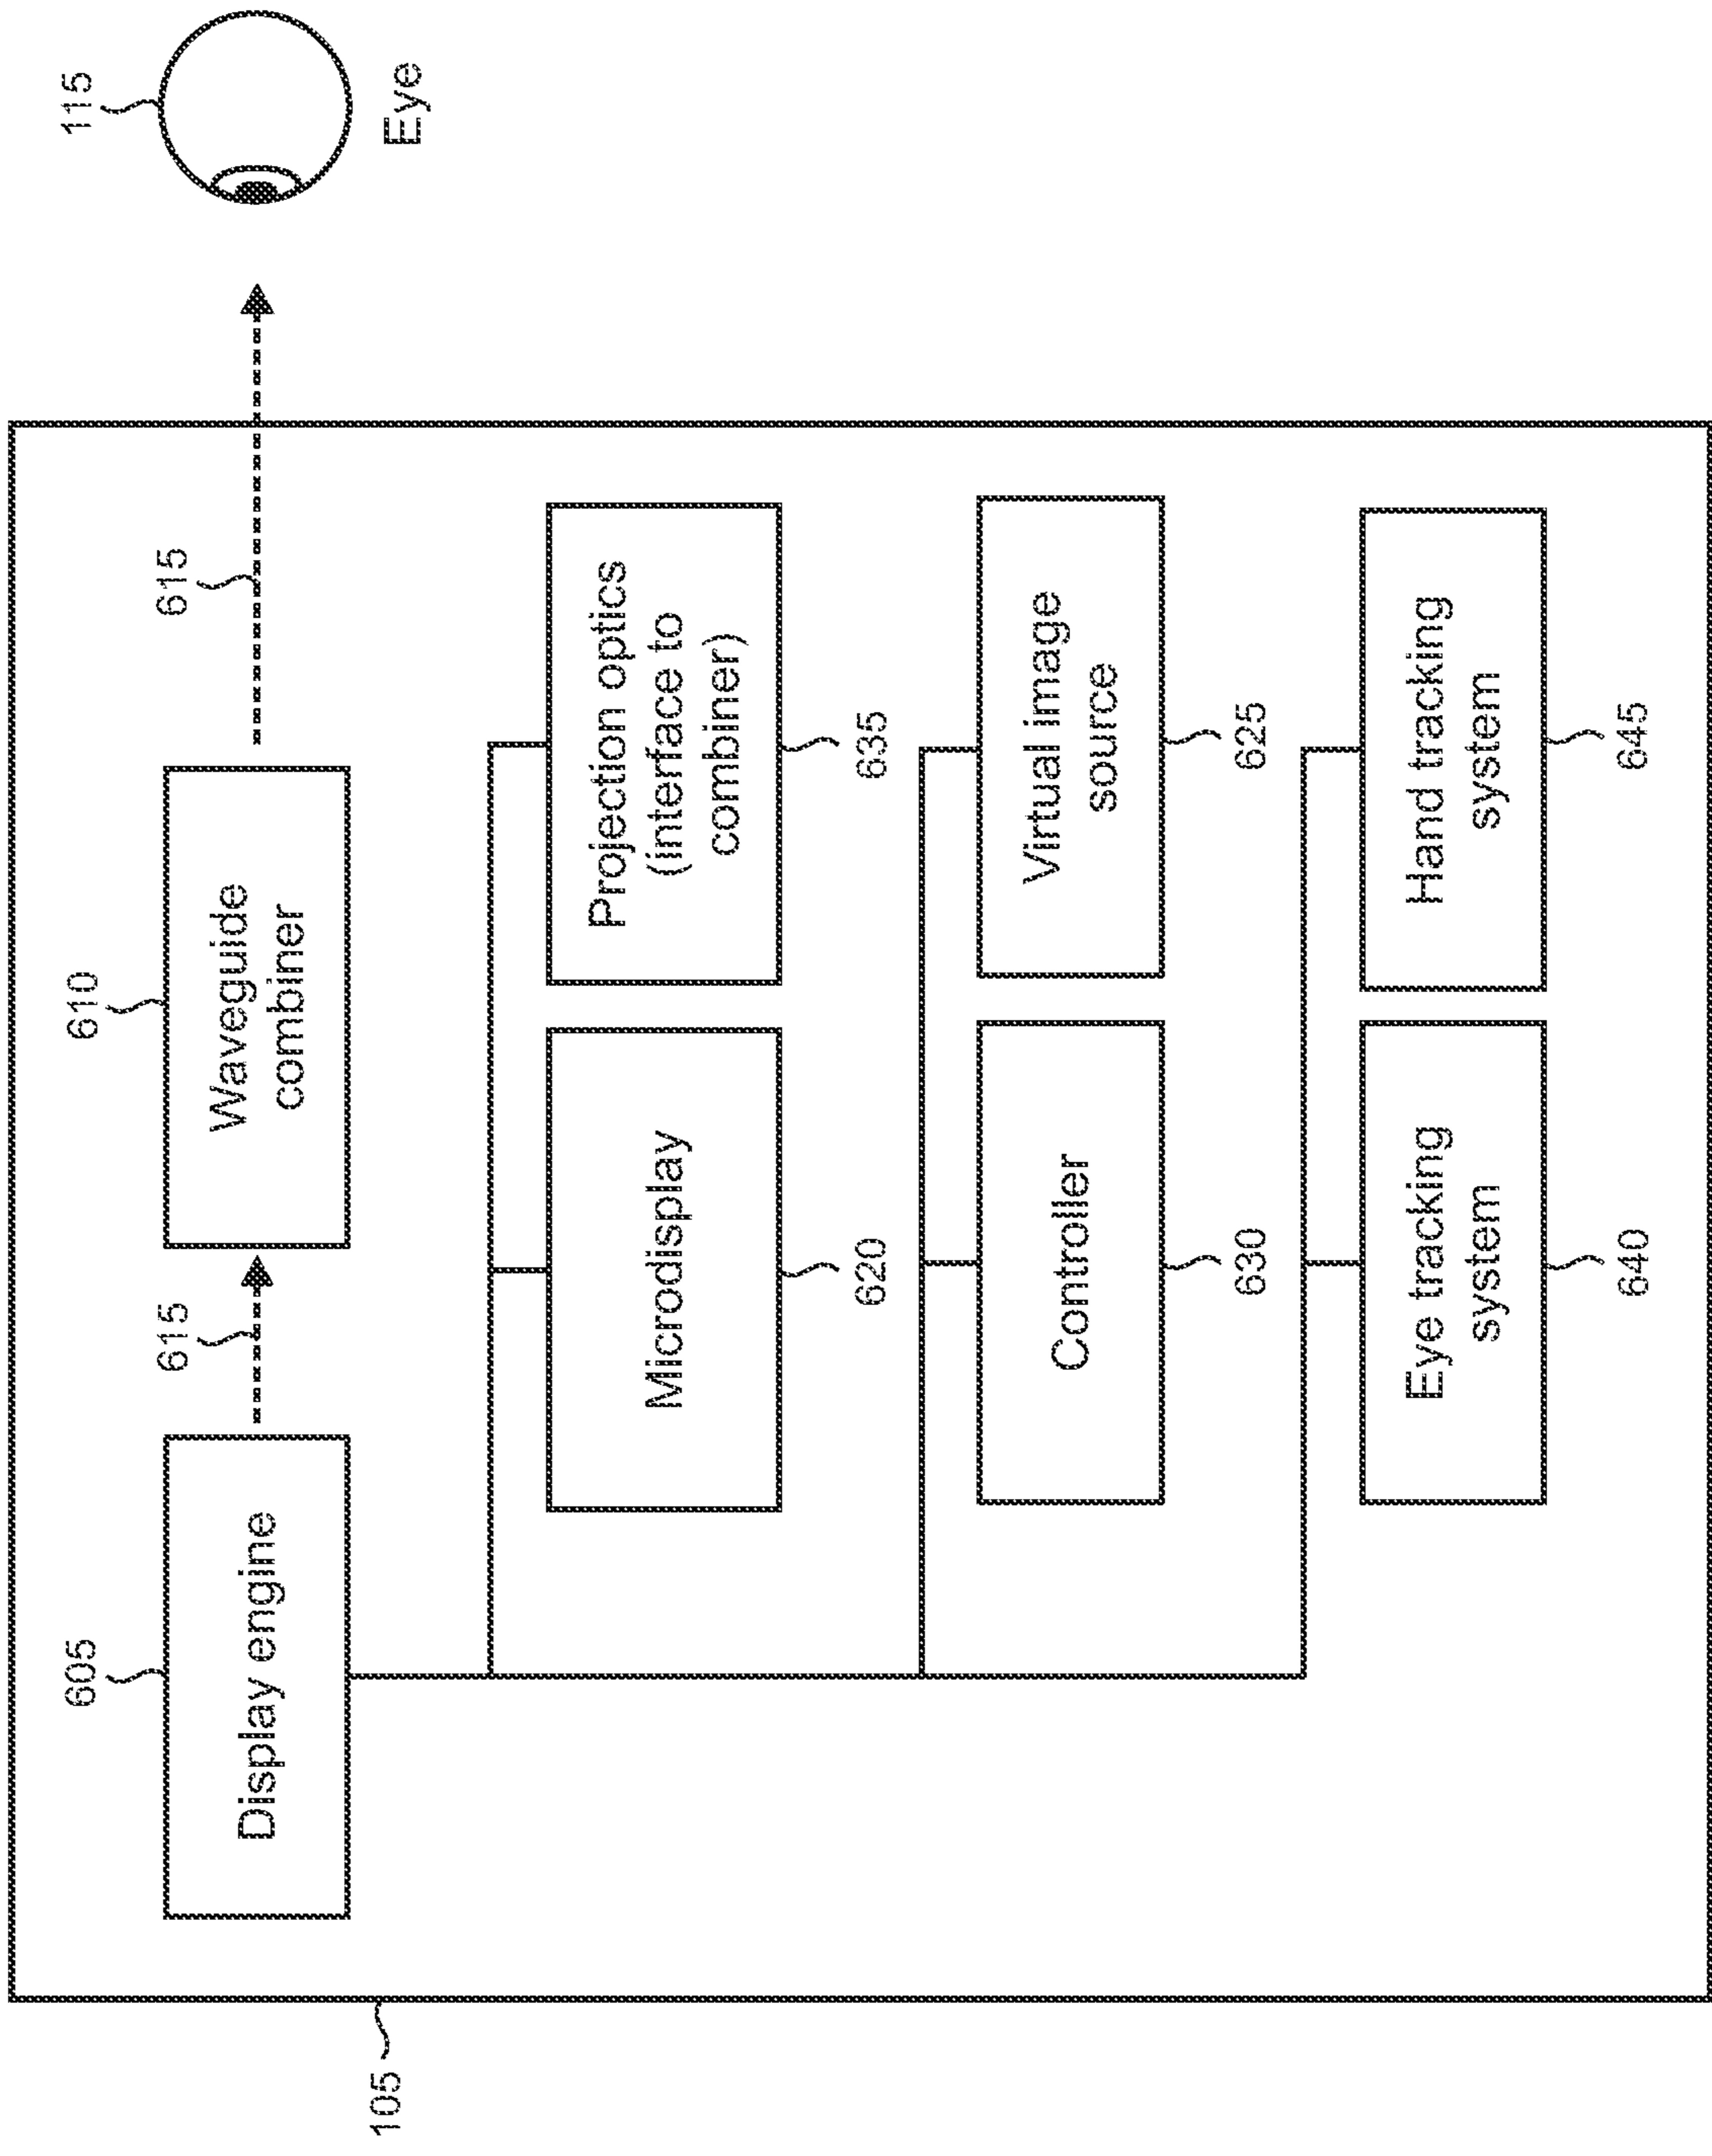 115
Eye
615
615
610
605
Display engine
Waveguide
combiner
Microdisplay
Projection optics
(interface to
combiner)
620
635
Controller
Virtual image
source
630
625
Eye tracking
system
Hand tracking
system
640
645
105